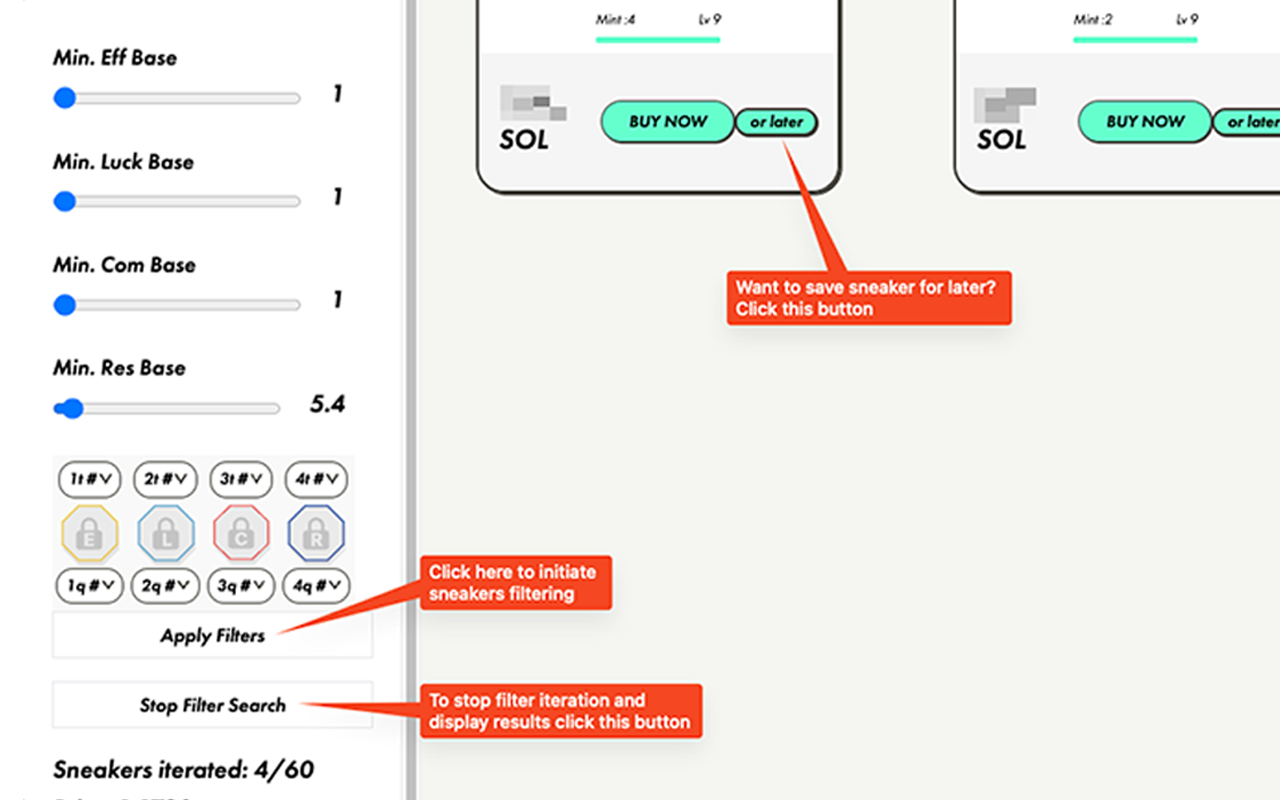 Min. Eff Base
1
Min. Luck Base
1
Min. Com Base
1
Min. Res Base
5.4
1t #
2t #
3t #
4t #
E
L
C
R
1q #
2q #
3q #
4q #
Apply Filters
Stop Filter Search
Sneakers iterated: 4/60
Mint :4
Lv 9
SOL
BUY NOW
or later
Mint :2
Lv 9
SOL
BUY NOW
or later
Want to save sneaker for later?
Click this button
Click here to initiate
sneakers filtering
To stop filter iteration and
display results click this button